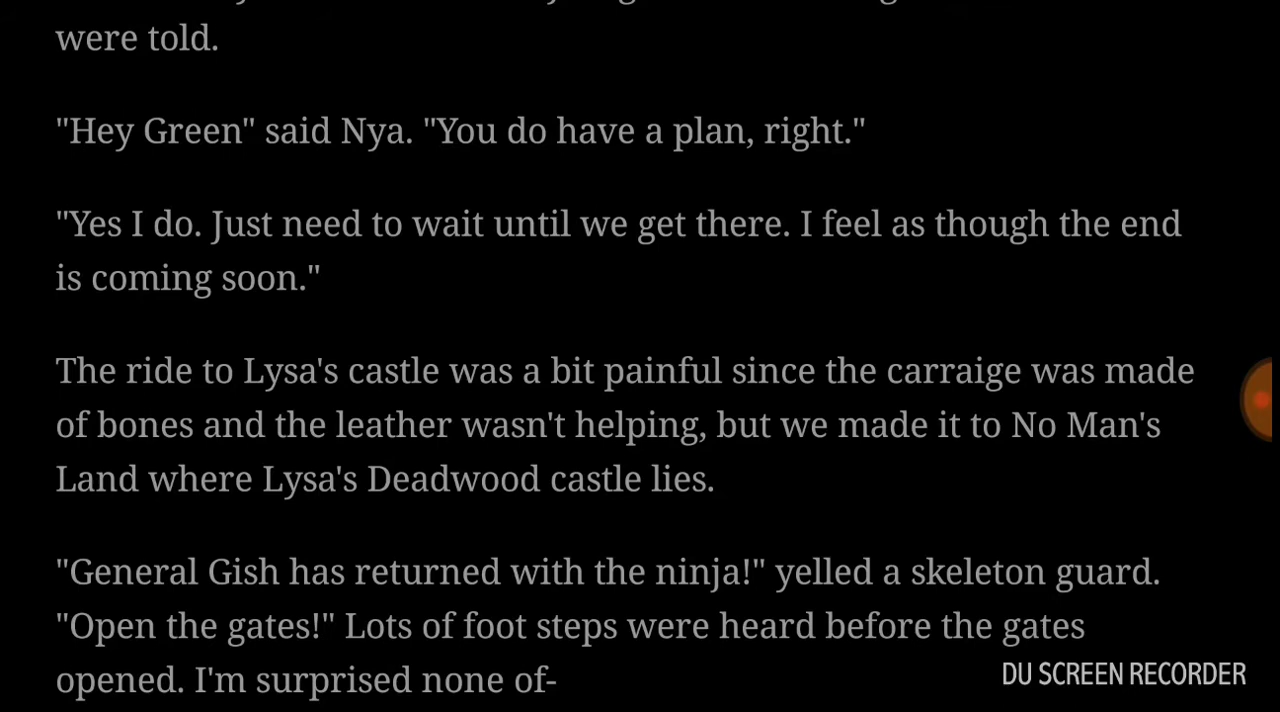 were told.
"Hey Green" said Nya. "You do have a plan, right."
"Yes I do. Just need to wait until we get there. I feel as though the end
is coming soon."
The ride to Lysa's castle was a bit painful since the carraige was made
of bones and the leather wasn't helping, but we made it to No Man's
Land where Lysa's Deadwood castle lies.
"General Gish has returned with the ninja!" yelled a skeleton guard.
"Open the gates!" Lots of foot steps were heard before the gates
opened. I'm surprised none of-
DU SCREEN RECORDER